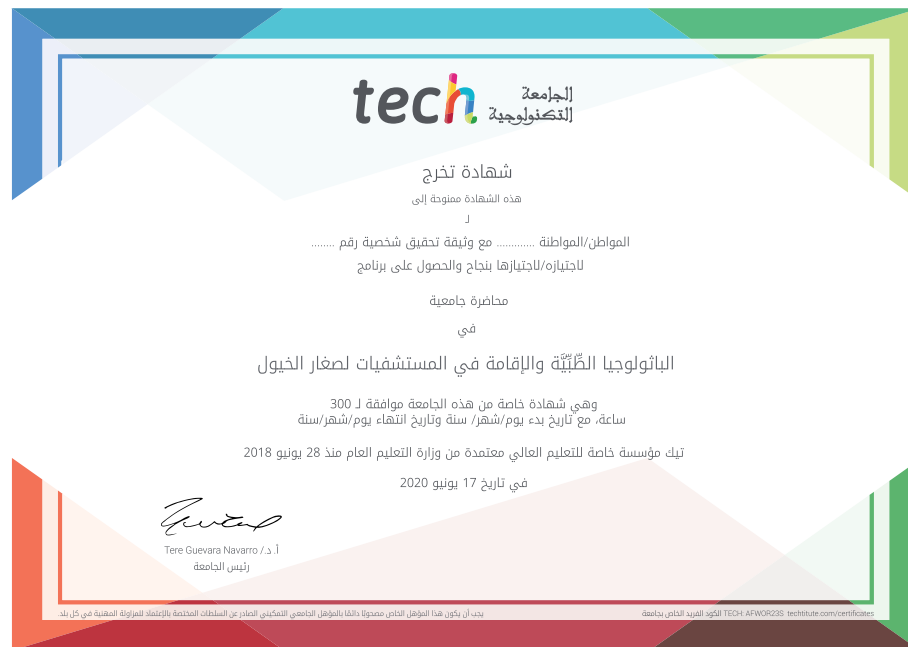 tech الجامعة
التكنولوجية
شهادة تخرج
هذه الشهادة ممنوحة إلى
لـ
المواطن/المواطنة ............ مع وثيقة تحقيق شخصية رقم ........
لاجتيازه/لاجتيازها بنجاح والحصول على برنامج
محاضرة جامعية
في
الباثولوجيا الطِّبِّيَّة والإقامة في المستشفيات لصغار الخيول
وهي شهادة خاصة من هذه الجامعة موافقة لـ 300
ساعة، مع تاريخ بدء يوم/شهر/ سنة وتاريخ انتهاء يوم/شهر/سنة
تيك مؤسسة خاصة للتعليم العالي معتمدة من وزارة التعليم العام منذ 28 يونيو 2018
في تاريخ 17 يونيو 2020
أ. د./ Tere Guevara Navarro
رئيس الجامعة
يجب أن يكون هذا المؤهل الخاص مصحوبًا دائمًا بالمؤهل الجامعي التمكيني الصادر عن السلطات المختصة بالإعتماد للمزاولة المهنية في كل بلد.
الكود الفريد الخاص بجامعة TECH: AFWOR23S techtitute.com/certificates